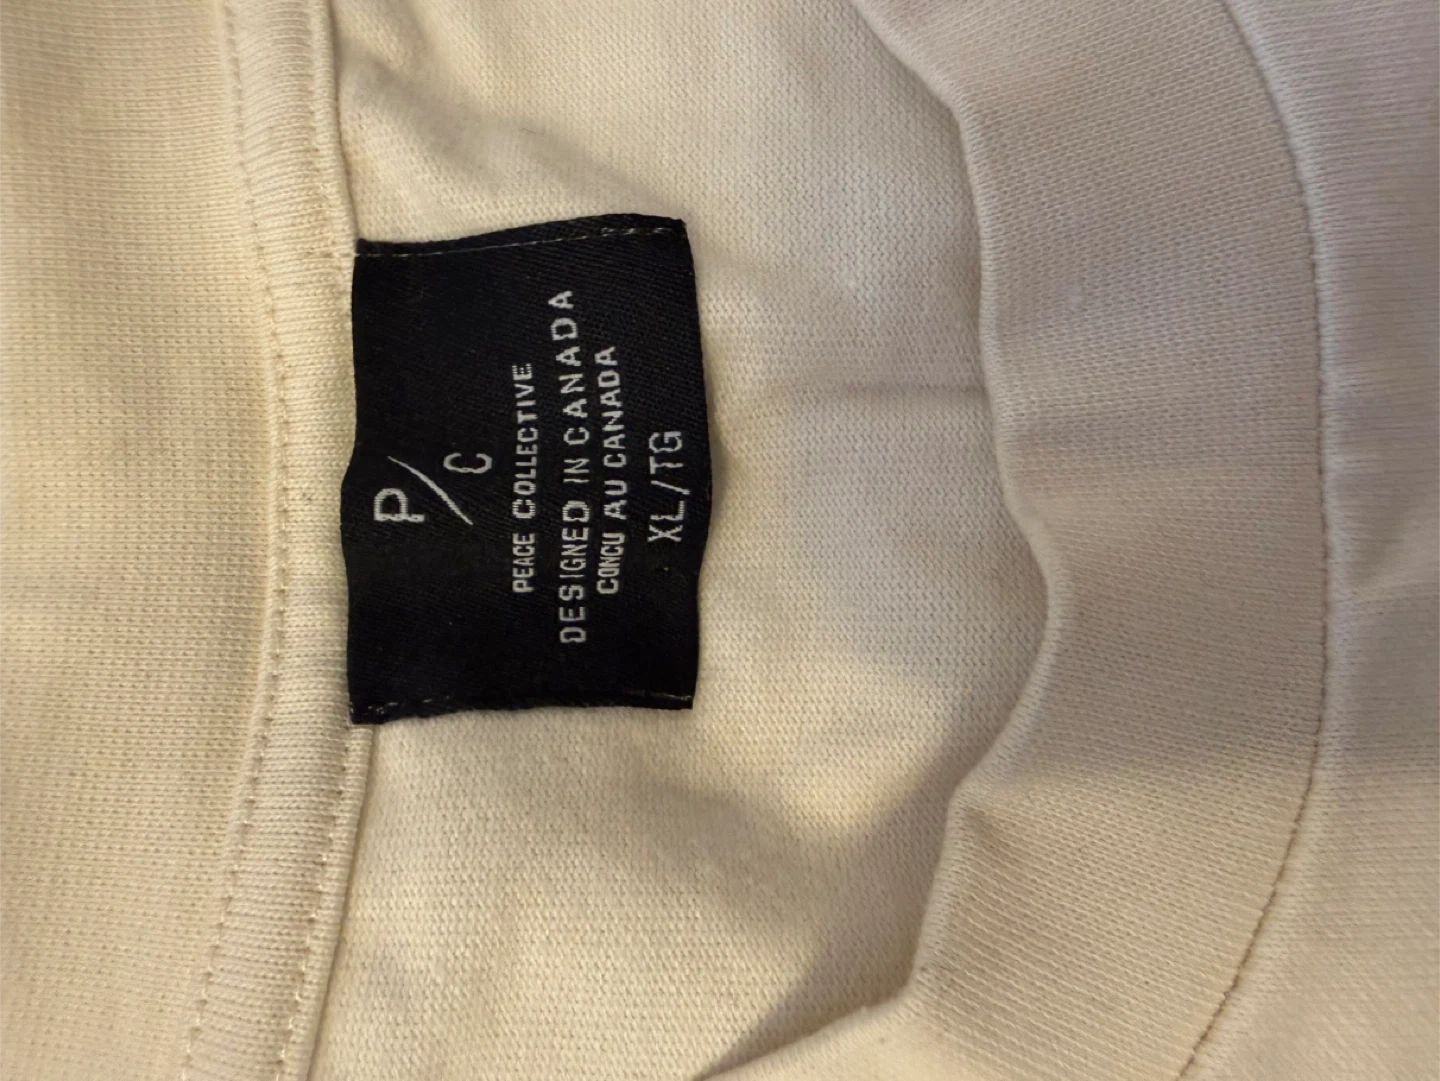 P/C
PEACE COLLECTIVE
DESIGNED IN CANADA
CONCU AU CANADA
XL/TG